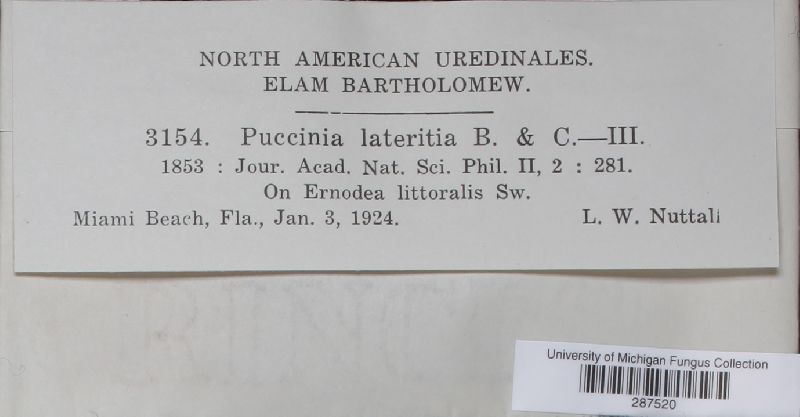 NORTH AMERICAN UREDINALES.
ELAM BARTHOLOMEW.
3154. Puccinia lateritia B. & C.—III.
1853 : Jour. Acad. Nat. Sci. Phil. II, 2 : 281.
On Ernodea littoralis Sw.
Miami Beach, Fla., Jan. 3, 1924. L. W. Nuttall
University of Michigan Fungus Collection
287520